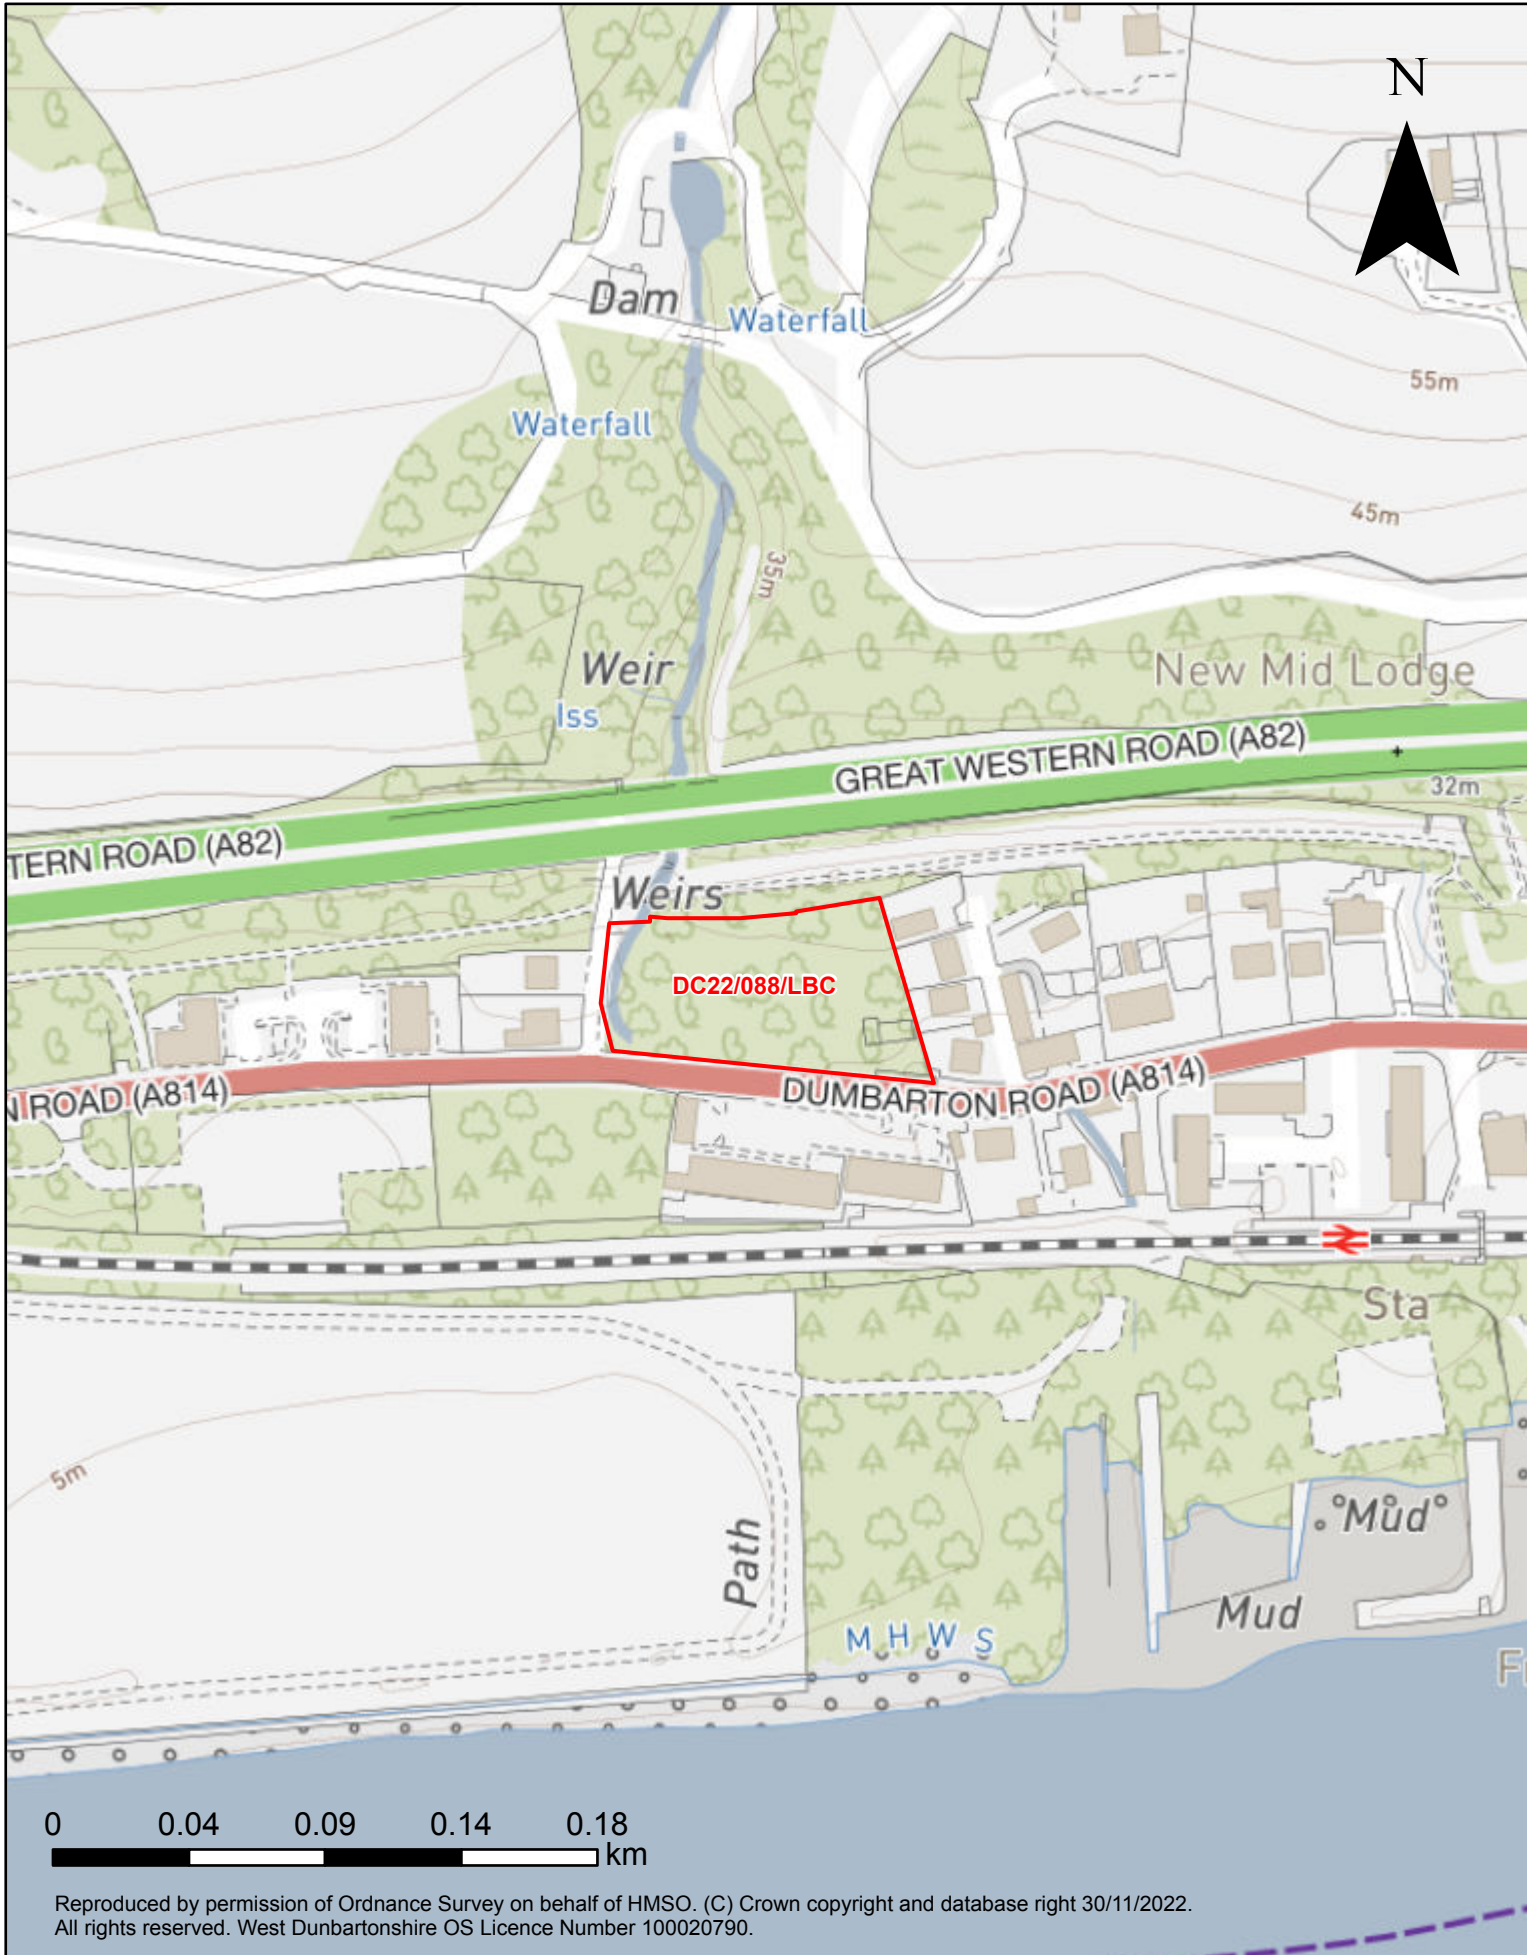 N
Dam
Waterfall
55m
Waterfall
45m
35m
Weir
New Mid Lodge
Iss
GREAT WESTERN ROAD (A82)
32m
TERN ROAD (A82)
Weirs
DC22/088/LBC
DUMBARTON ROAD (A814)
N ROAD (A814)
Sta
5m
Mud
Path
Mud
M H W S
0 0.04 0.09 0.14 0.18
km
Reproduced by permission of Ordnance Survey on behalf of HMSO. (C) Crown copyright and database right 30/11/2022.
All rights reserved. West Dunbartonshire OS Licence Number 100020790.